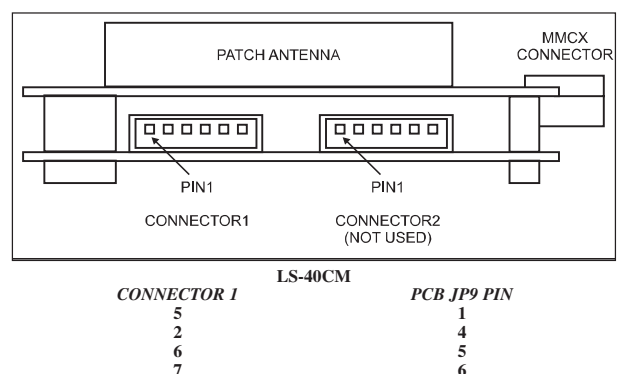 PATCH ANTENNA
MMCX
CONNECTOR
PIN1
PIN1
CONNECTOR1
CONNECTOR2
(NOT USED)
LS-40CM
CONNECTOR 1 PCB JP9 PIN
5 1
2 4
6 5
7 6